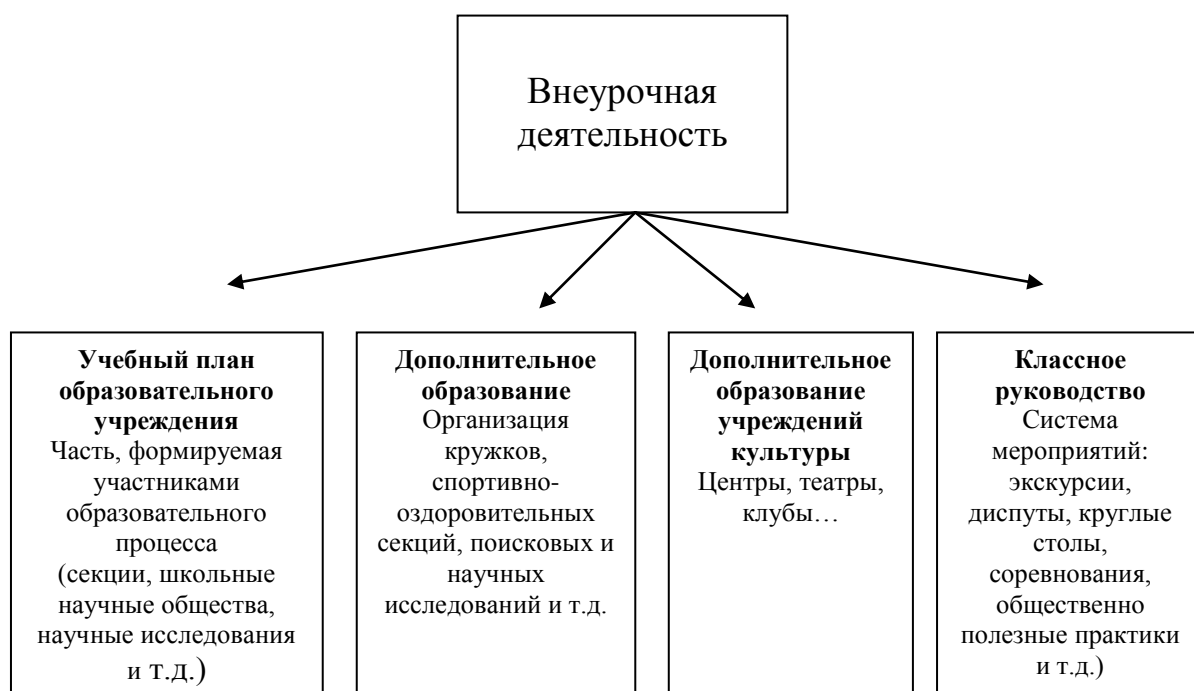 Внеурочная
деятельность
Учебный план
образовательного
учреждения
Часть, формируемая
участниками
образовательного
процесса
(секции, школьные
научные общества,
научные исследования
и т.д.)
Дополнительное
образование
Организация
кружков,
спортивно-
оздоровительных
секций, поисковых и
научных
исследований и т.д.
Дополнительное
образование
учреждений
культуры
Центры, театры,
клубы…
Классное
руководство
Система
мероприятий:
экскурсии,
диспуты, круглые
столы,
соревнования,
общественно
полезные практики
и т.д.)